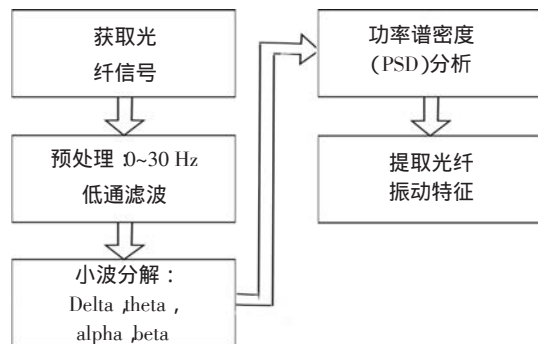 获取光
纤信号
预处理:0~30 Hz
低通滤波
小波分解:
Delta,theta,
alpha,beta
功率谱密度
(PSD)分析
提取光纤
振动特征